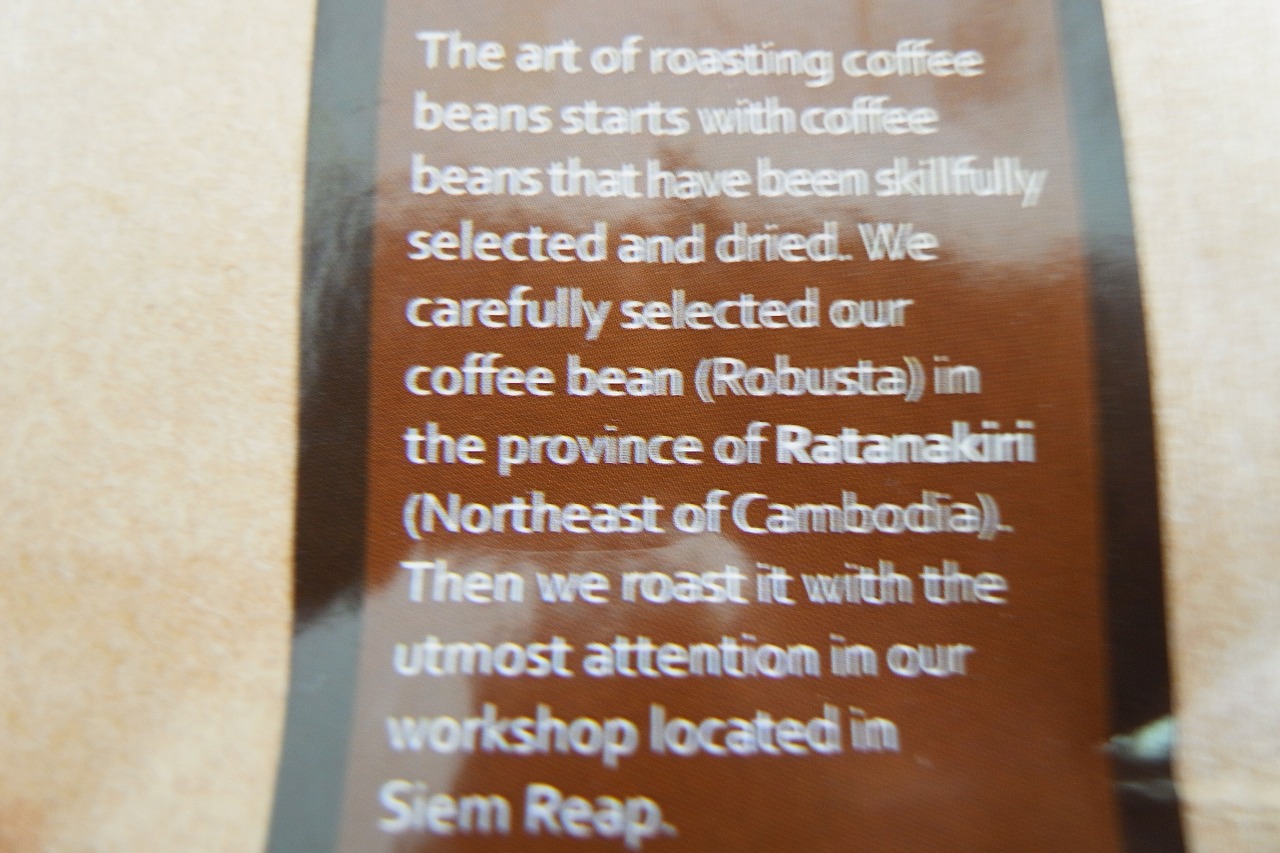 The art of roasting coffee
beans starts with coffee
beans that have been skillfully
selected and dried. We
carefully selected our
coffee bean (Robusta) in
the province of Ratanakiri
(Northeast of Cambodia).
Then we roast it with the
utmost attention in our
workshop located in
Siem Reap.